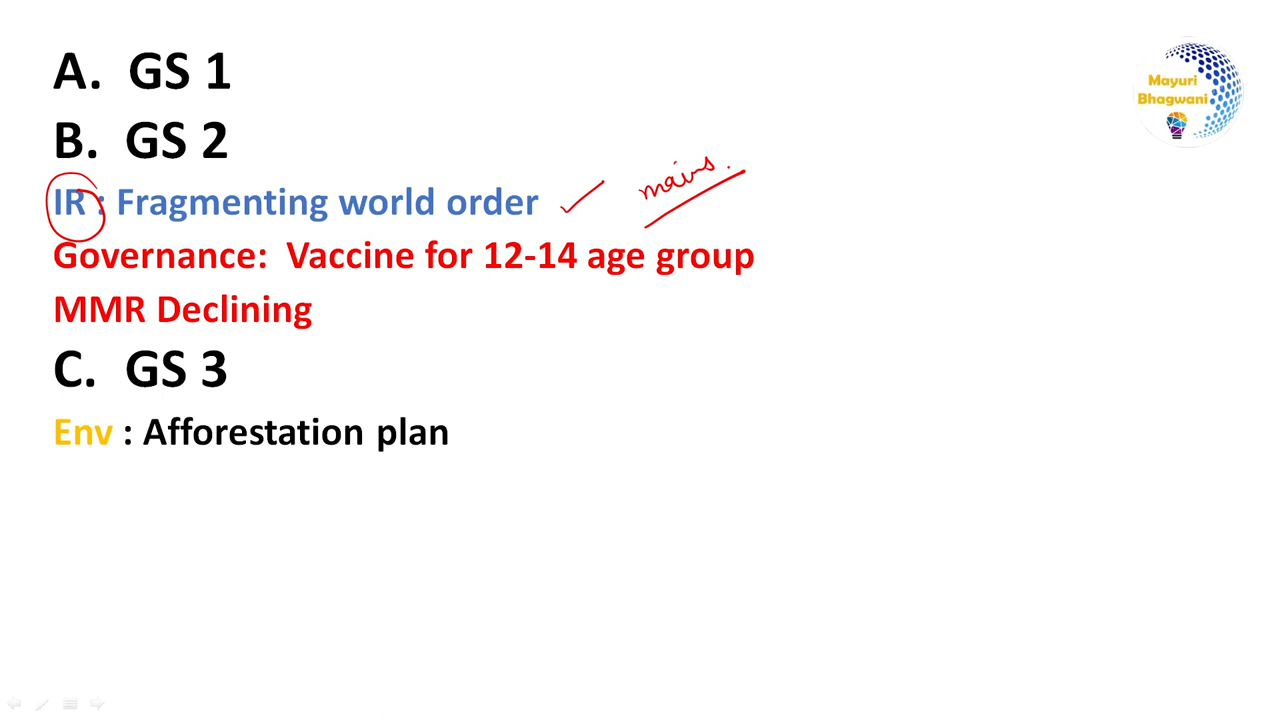 A. GS 1
B. GS 2
IR : Fragmenting world order mains.
Governance: Vaccine for 12-14 age group
MMR Declining
C. GS 3
Env : Afforestation plan
Mayuri
Bhagwani